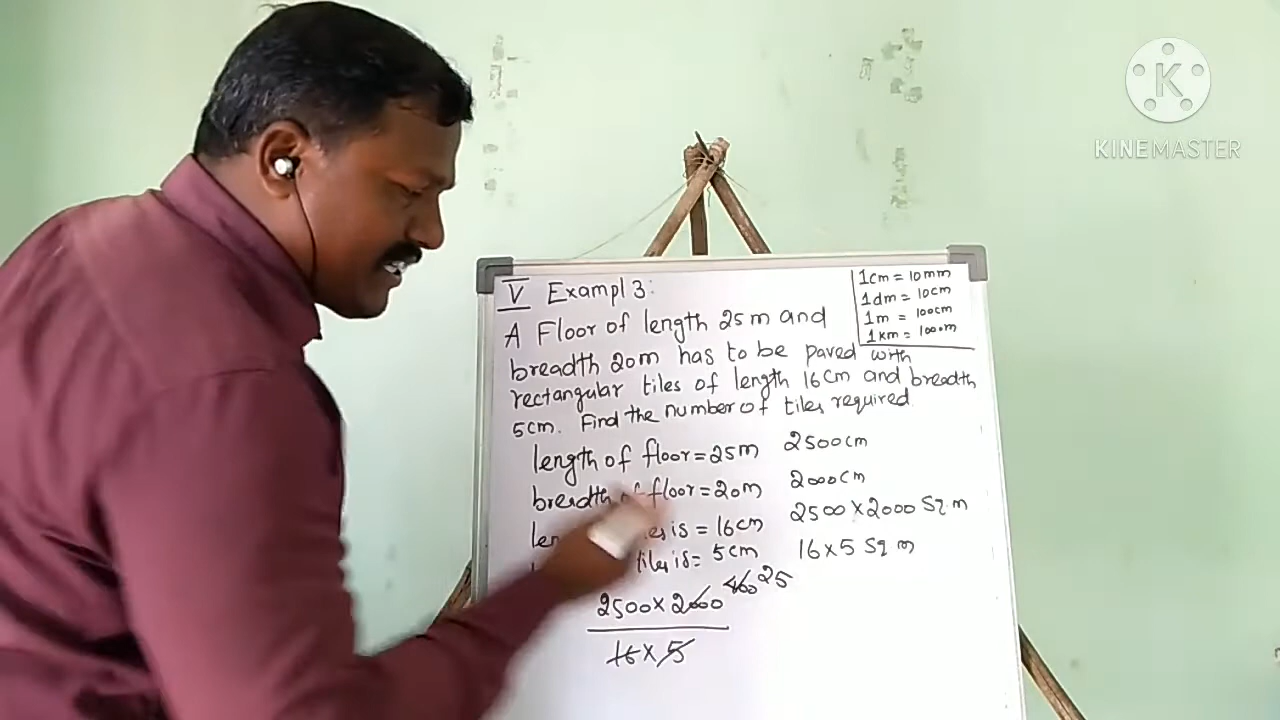 KINEMASTER
V Exampl 3:
1cm = 10mm
1dm = 10cm
1m = 100cm
1km = 1000m
A Floor of length 25m and
breadth 20m has to be paved with
rectangular tiles of length 16cm and breadth
5cm. Find the number of tiles required.
length of floor = 25m 2500cm
breadth of floor = 20m 2000cm
2500 × 2000 Sq m
is = 16cm
tiles is = 5cm 16 × 5 Sq m
2500 × 2000 400 25
16 × 5